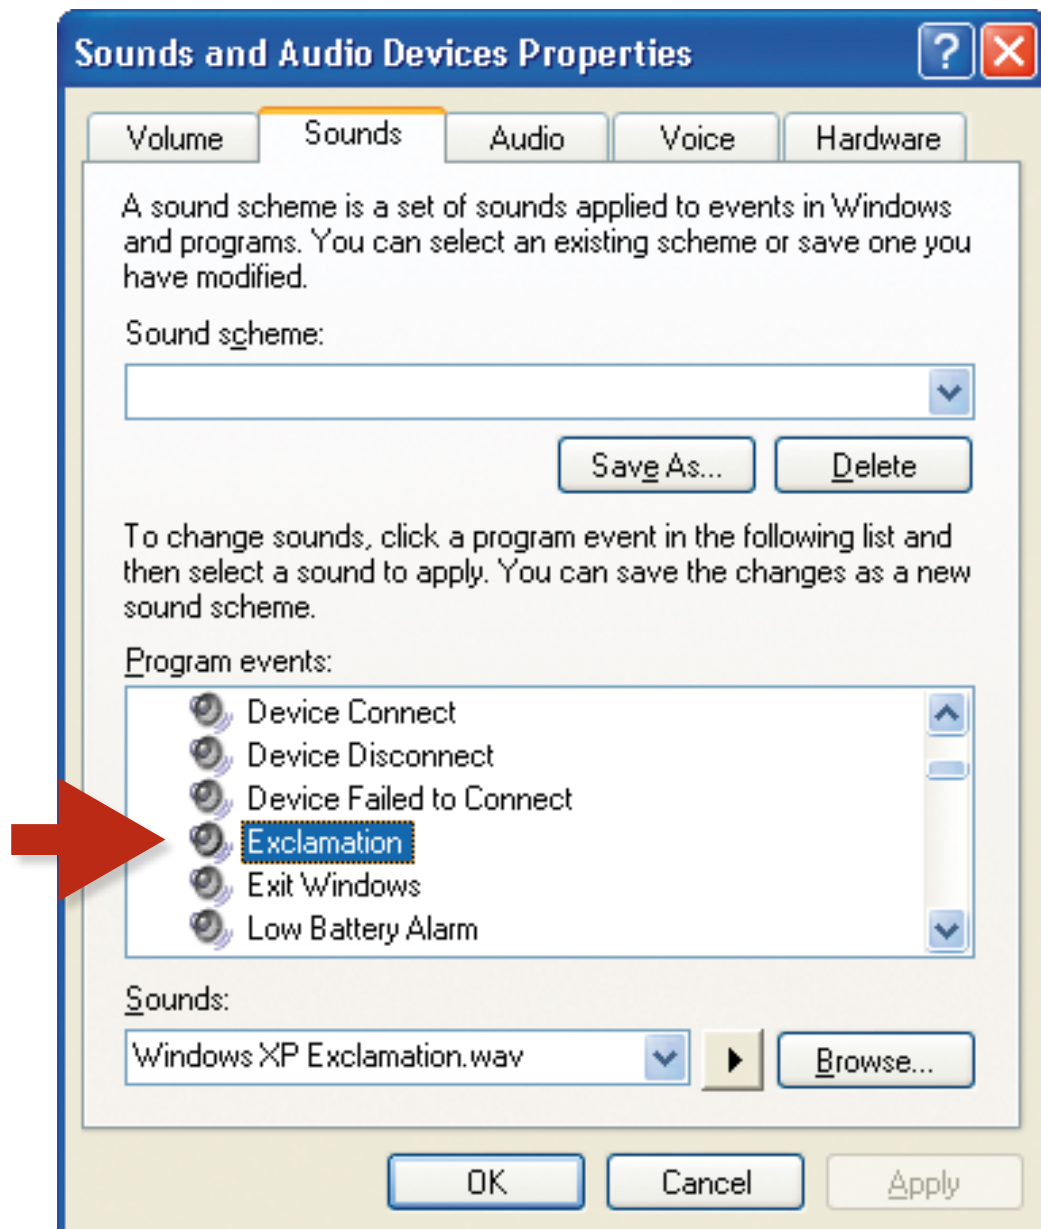 Sounds and Audio Devices Properties
?
Volume Sounds Audio Voice Hardware
A sound scheme is a set of sounds applied to events in Windows
and programs. You can select an existing scheme or save one you
have modified.
Sound scheme:
Save As... Delete
To change sounds, click a program event in the following list and
then select a sound to apply. You can save the changes as a new
sound scheme.
Program events:
Device Connect
Device Disconnect
Device Failed to Connect
Exclamation
Exit Windows
Low Battery Alarm
Sounds:
Windows XP Exclamation.wav Browse...
OK Cancel Apply